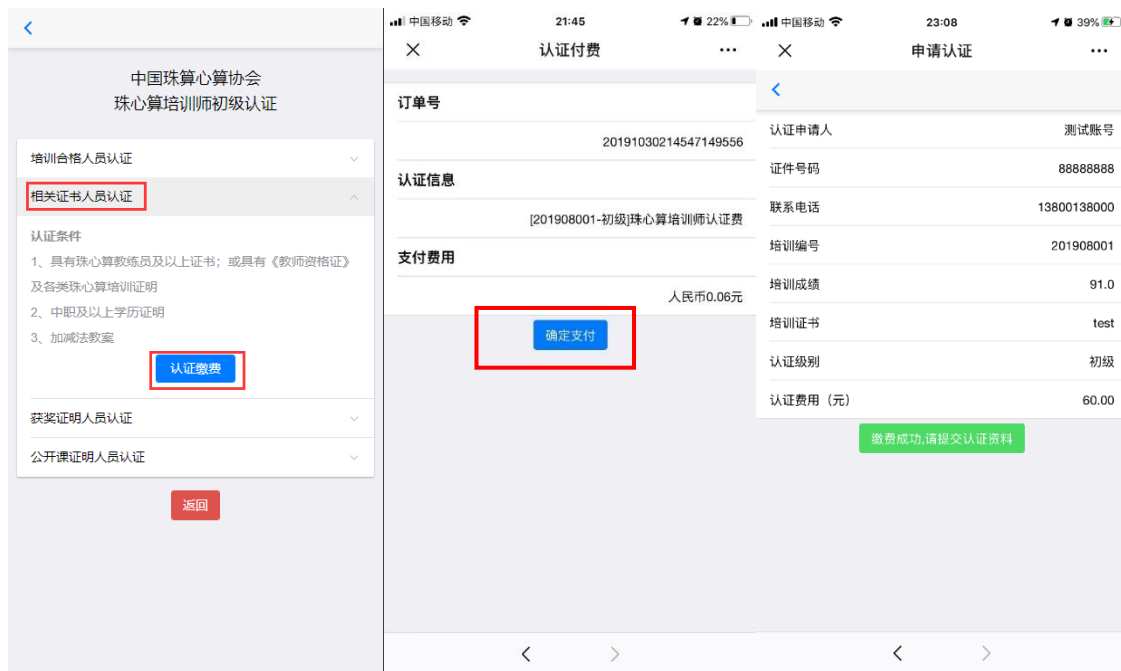 中国珠算心算协会
珠心算培训师初级认证
培训合格人员认证
相关证书人员认证
认证条件
1、具有珠心算教练员及以上证书；或具有《教师资格证》
及各类珠心算培训证明
2、中职及以上学历证明
3、加减法教案
认证缴费
获奖证明人员认证
公开课证明人员认证
返回
中国移动 21:45 22%
认证付费
订单号
20191030214547149556
认证信息
[201908001-初级]珠心算培训师认证费
支付费用
人民币0.06元
确定支付
中国移动 23:08 39%
申请认证
认证申请人 测试账号
证件号码 88888888
联系电话 13800138000
培训编号 201908001
培训成绩 91.0
培训证书 test
认证级别 初级
认证费用（元） 60.00
缴费成功,请提交认证资料